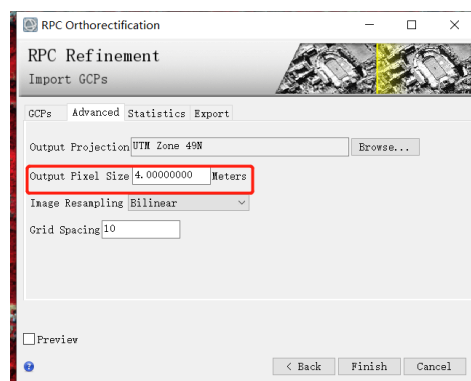 RPC Orthorectification
RPC Refinement
Import GCPs
GCPs Advanced Statistics Export
Output Projection UTM Zone 49N Browse...
Output Pixel Size 4.00000000 Meters
Image Resampling Bilinear
Grid Spacing 10
Preview
< Back Finish Cancel